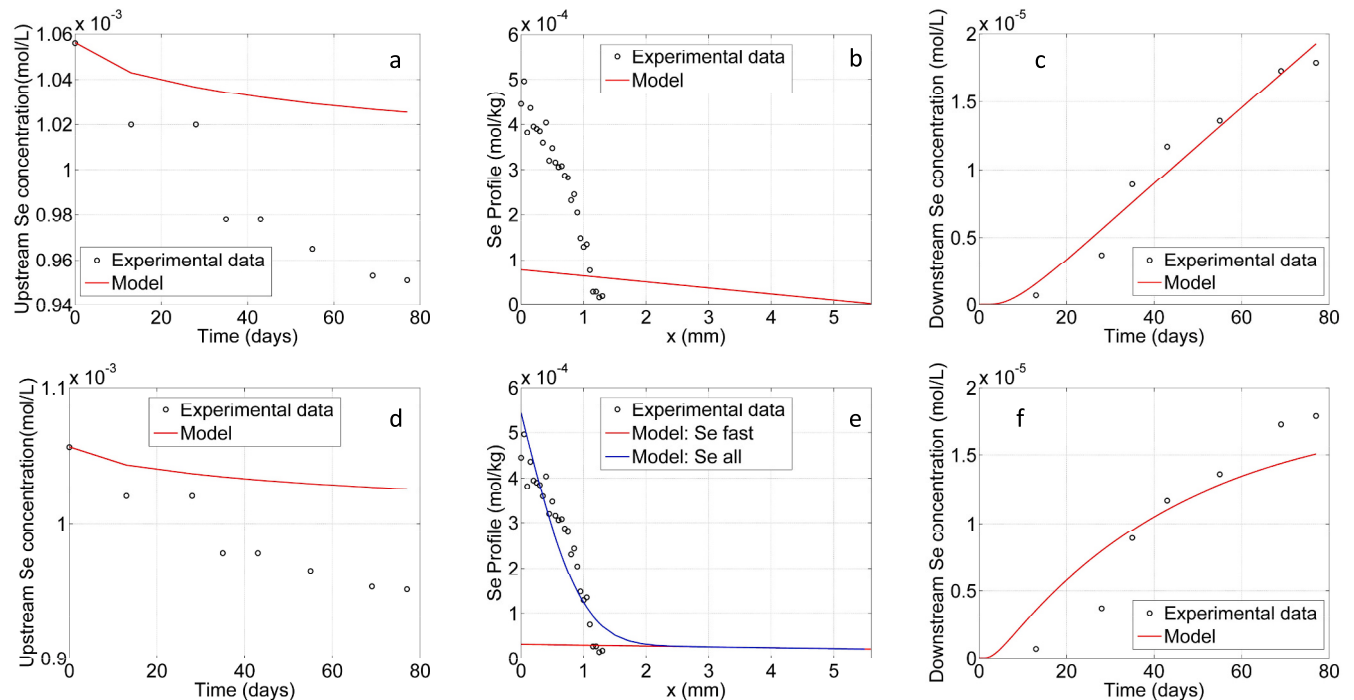 x 10⁻³
1.06
1.04
1.02
1
0.98
0.96
0.94
0
20
40
60
80
Upstream Se concentration(mol/L)
Time (days)
a
Experimental data
Model
x 10⁻⁴
6
5
4
3
2
1
0
0
1
2
3
4
5
Se Profile (mol/kg)
x (mm)
b
Experimental data
Model
x 10⁻⁵
2
1.5
1
0.5
0
0
20
40
60
80
Downstream Se concentration (mol/L)
Time (days)
c
Experimental data
Model
x 10⁻³
1.1
1
0.9
0
20
40
60
80
Upstream Se concentration(mol/L)
Time (days)
d
Experimental data
Model
x 10⁻⁴
6
5
4
3
2
1
0
0
1
2
3
4
5
Se Profile (mol/kg)
x (mm)
e
Experimental data
Model: Se fast
Model: Se all
x 10⁻⁵
2
1.5
1
0.5
0
0
20
40
60
80
Downstream Se concentration (mol/L)
Time (days)
f
Experimental data
Model